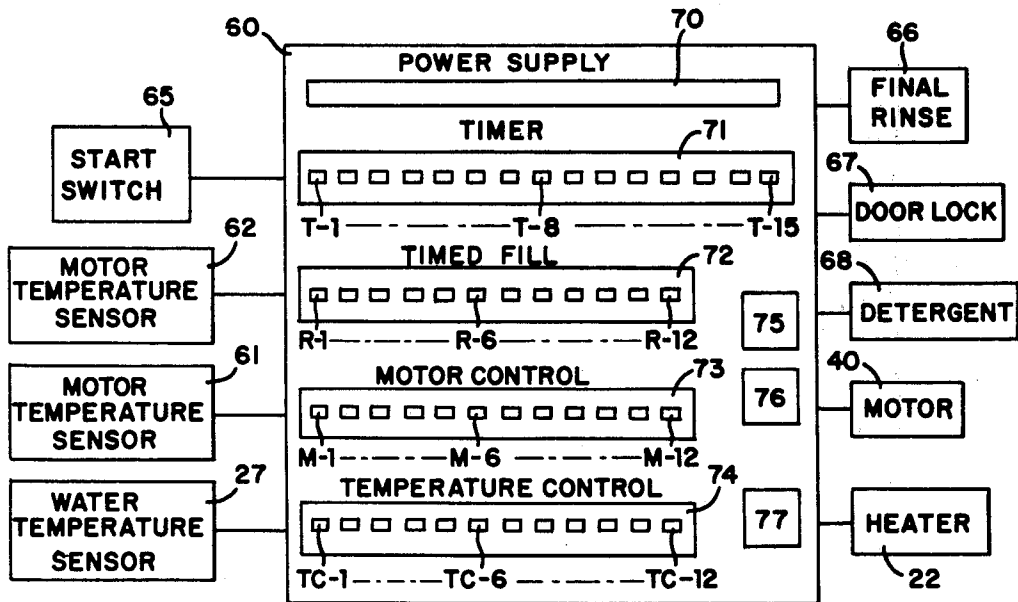 60
POWER SUPPLY
70
66
FINAL
RINSE
65
START
SWITCH
TIMER
71
T-1
T-8
T-15
67
DOOR LOCK
62
MOTOR
TEMPERATURE
SENSOR
TIMED FILL
72
R-1
R-6
R-12
68
DETERGENT
75
61
MOTOR
TEMPERATURE
SENSOR
MOTOR CONTROL
73
M-1
M-6
M-12
76
40
MOTOR
27
WATER
TEMPERATURE
SENSOR
TEMPERATURE CONTROL
74
TC-1
TC-6
TC-12
77
HEATER
22